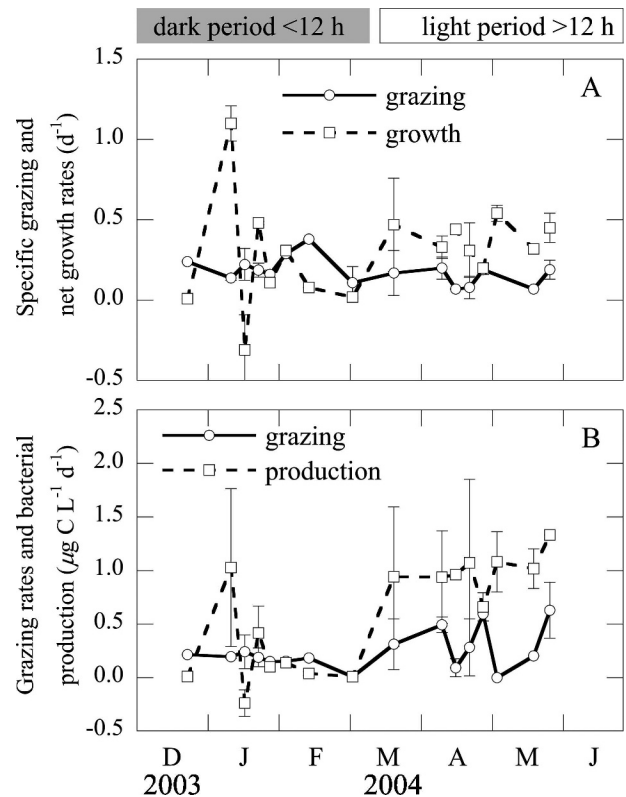 dark period <12 h
light period >12 h
A
grazing
growth
Specific grazing and
net growth rates (d⁻¹)
1.5
1.0
0.5
0.0
-0.5
B
grazing
production
Grazing rates and bacterial
production (µg C L⁻¹ d⁻¹)
2.5
2.0
1.5
1.0
0.5
0.0
-0.5
D J F M A M J
2003 2004